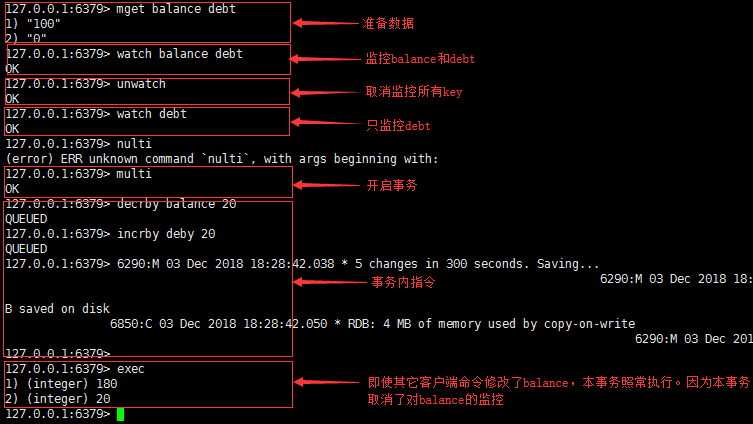 127.0.0.1:6379> mget balance debt
1) "100" 准备数据
2) "0"
127.0.0.1:6379> watch balance debt
OK 监控balance和debt
127.0.0.1:6379> unwatch
OK 取消监控所有key
127.0.0.1:6379> watch debt
OK 只监控debt
127.0.0.1:6379> nulti
(error) ERR unknown command `nulti`, with args beginning with:
127.0.0.1:6379> multi
OK 开启事务
127.0.0.1:6379> decrby balance 20
QUEUED
127.0.0.1:6379> incrby deby 20
QUEUED
127.0.0.1:6379> 6290:M 03 Dec 2018 18:28:42.038 * 5 changes in 300 seconds. Saving...
事务内指令 6290:M 03 Dec 2018 18:
B saved on disk
6850:C 03 Dec 2018 18:28:42.050 * RDB: 4 MB of memory used by copy-on-write
6290:M 03 Dec 201
127.0.0.1:6379>
127.0.0.1:6379> exec
1) (integer) 180 即使其它客户端命令修改了balance，本事务照常执行。因为本事务
2) (integer) 20 取消了对balance的监控
127.0.0.1:6379>